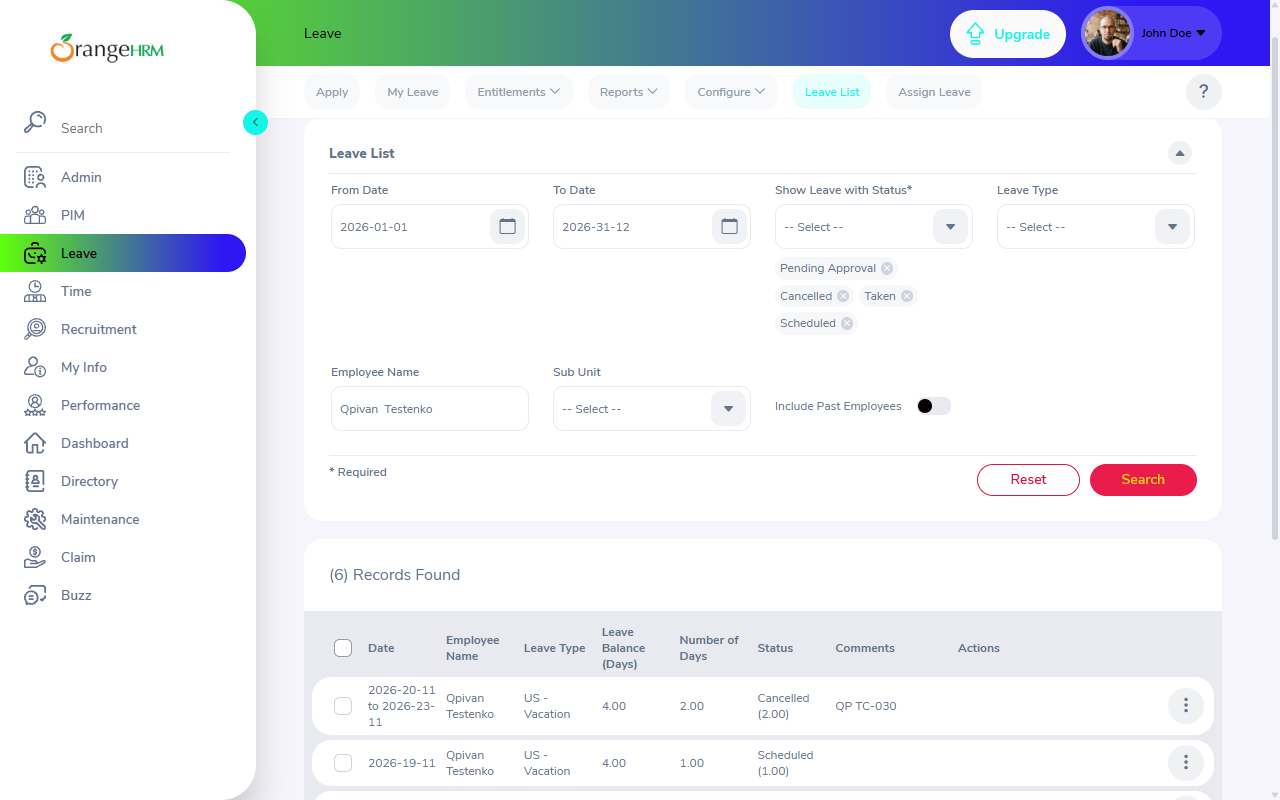 OrangeHRM
Leave
Upgrade
John Doe
Search
Admin
PIM
Leave
Time
Recruitment
My Info
Performance
Dashboard
Directory
Maintenance
Claim
Buzz
Apply
My Leave
Entitlements
Reports
Configure
Leave List
Assign Leave
?
Leave List
From Date
To Date
Show Leave with Status*
Leave Type
2026-01-01
2026-31-12
-- Select --
-- Select --
Pending Approval
Cancelled
Taken
Scheduled
Employee Name
Sub Unit
Qpivan  Testenko
-- Select --
Include Past Employees
* Required
Reset
Search
(6) Records Found
Date
Employee
Name
Leave Type
Leave
Balance
(Days)
Number of
Days
Status
Comments
Actions
2026-20-11
to 2026-23-
11
Qpivan
Testenko
US -
Vacation
4.00
2.00
Cancelled
(2.00)
QP TC-030
2026-19-11
Qpivan
Testenko
US -
Vacation
4.00
1.00
Scheduled
(1.00)